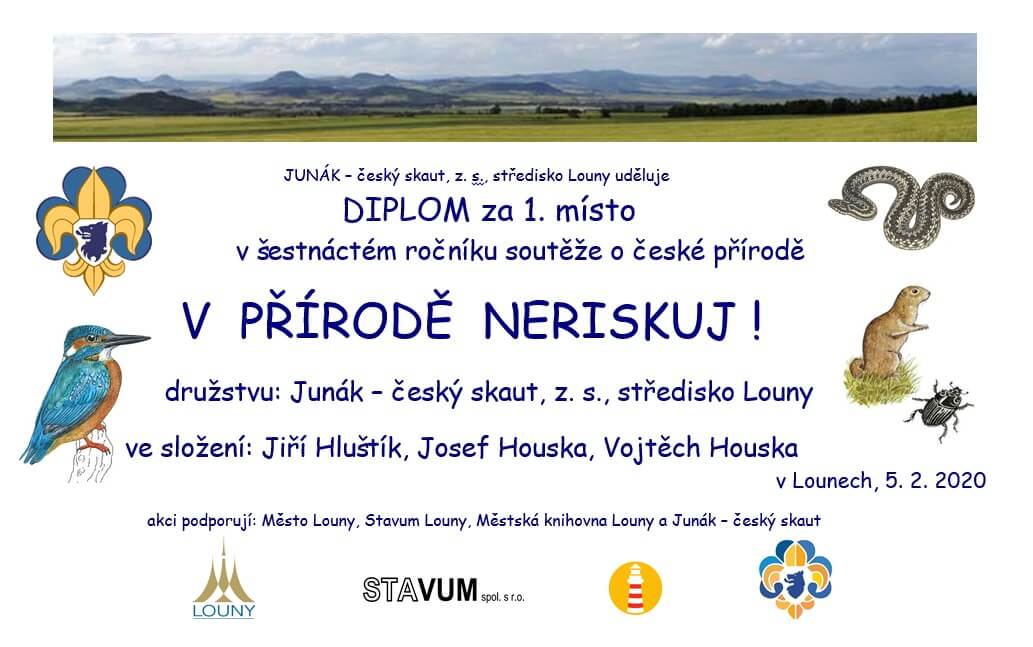 JUNÁK – český skaut, z. s., středisko Louny uděluje
DIPLOM za 1. místo
v šestnáctém ročníku soutěže o české přírodě
V PŘÍRODĚ NERISKUJ !
družstvu: Junák – český skaut, z. s., středisko Louny
ve složení: Jiří Hluštík, Josef Houska, Vojtěch Houska
v Lounech, 5. 2. 2020
akci podporují: Město Louny, Stavum Louny, Městská knihovna Louny a Junák – český skaut
LOUNY
STAVUM spol. s r.o.